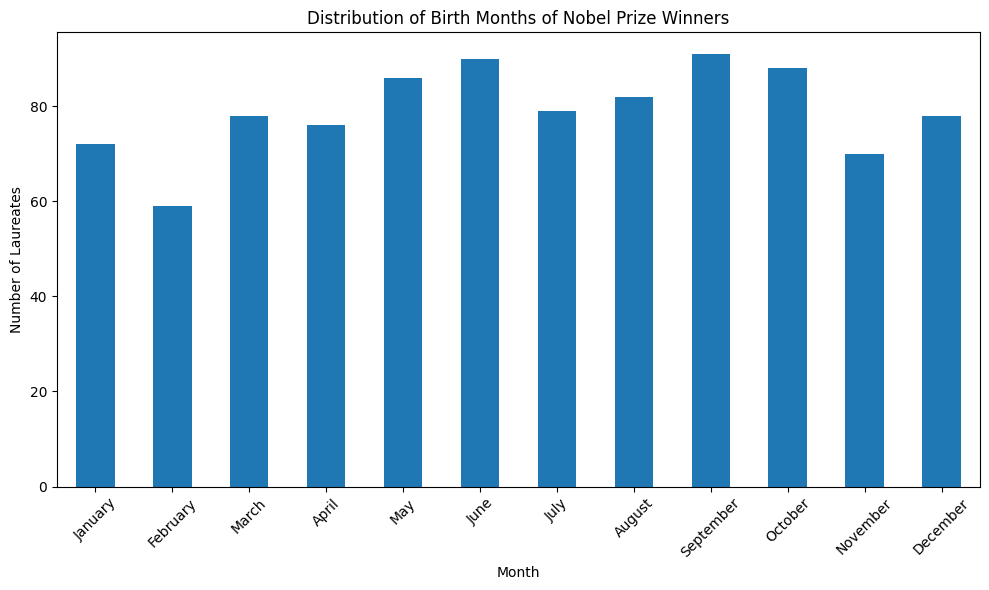 Distribution of Birth Months of Nobel Prize Winners
Number of Laureates
80
60
40
20
0
January
February
March
April
May
June
July
August
September
October
November
December
Month